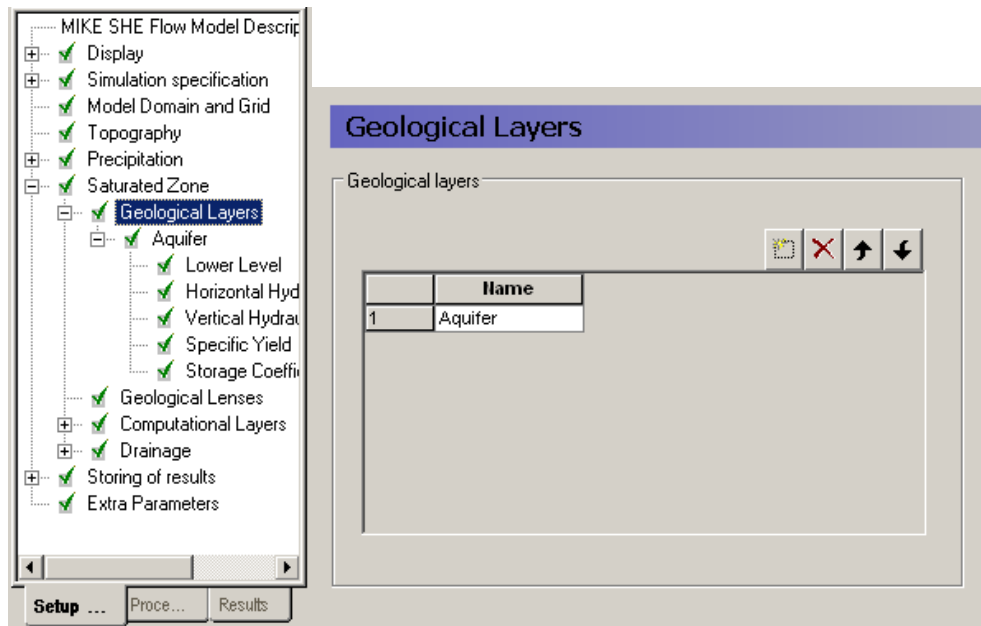 MIKE SHE Flow Model Descrip
Display
Simulation specification
Model Domain and Grid
Topography
Precipitation
Saturated Zone
Geological Layers
Aquifer
Lower Level
Horizontal Hyd
Vertical Hydrau
Specific Yield
Storage Coeffi
Geological Lenses
Computational Layers
Drainage
Storing of results
Extra Parameters
Setup ... Proce... Results
Geological Layers
Geological layers
Name
1 Aquifer